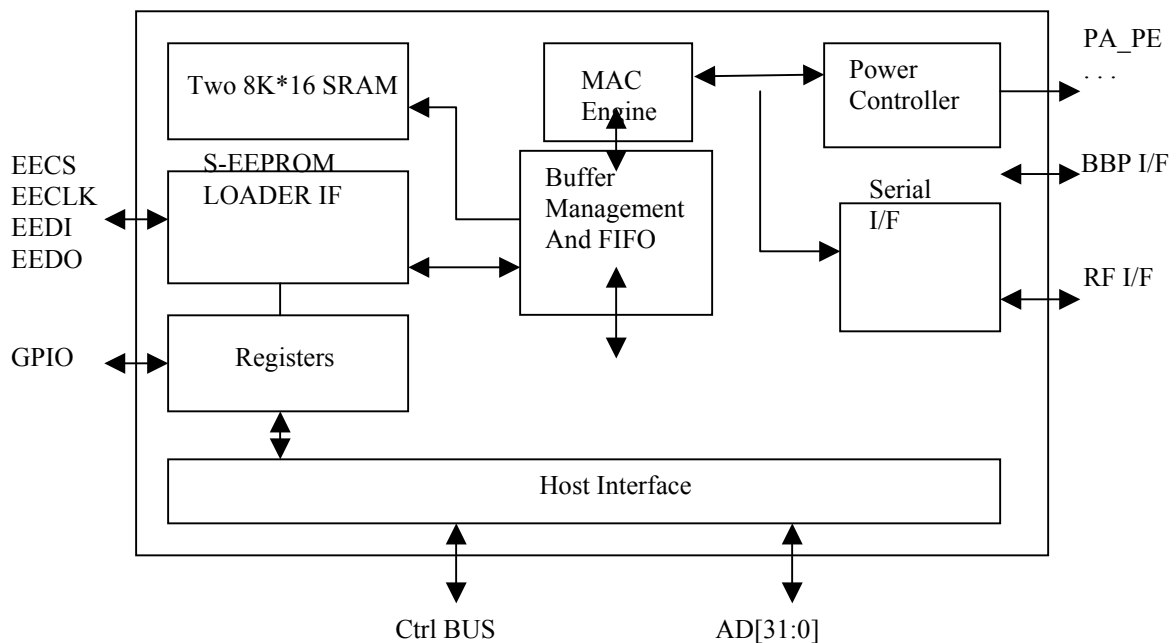 PA_PE
. . .
Two 8K*16 SRAM
MAC
Engine
Power
Controller
EECS
EECLK
EEDI
EEDO
S-EEPROM
LOADER IF
Buffer
Management
And FIFO
Serial
I/F
BBP I/F
RF I/F
GPIO
Registers
Host Interface
Ctrl BUS
AD[31:0]